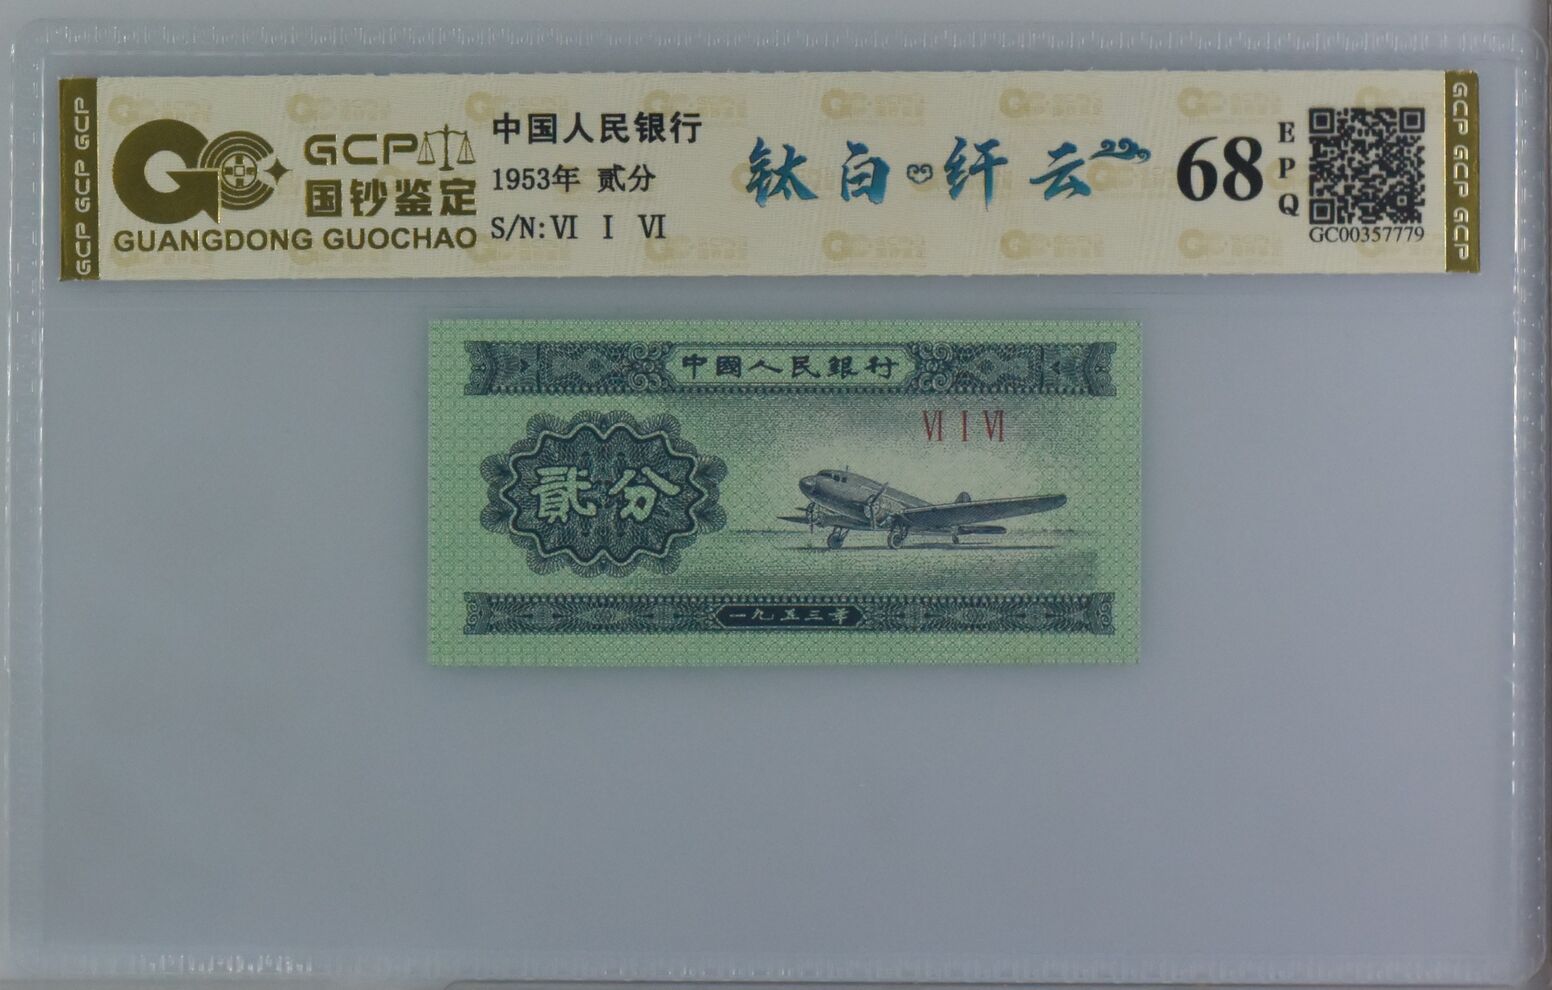 GCP
国钞鉴定
GUANGDONG GUOCHAO
中国人民银行
1953年 贰分
S/N: VI I VI
钛白 纤云
68
EPQ
GC00357779
GCP GCP GCP
GCP GCP GCP
中國人民銀行
VI I VI
貳分
一九五三年